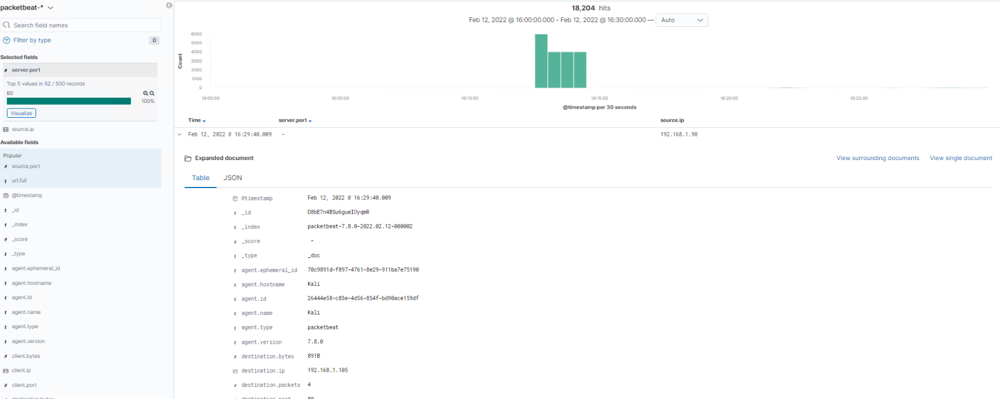 packetbeat-*
Search field names
Filter by type 0
Selected fields
# server.port
Top 5 values in 52 / 500 records
80
100%
Visualize
source.ip
Available fields
Popular
# source.port
t url.full
@timestamp
t _id
t _index
# _score
t _type
t agent.ephemeral_id
t agent.hostname
t agent.id
t agent.name
t agent.type
t agent.version
# client.bytes
client.ip
# client.port
destination.bytes
18,204 hits
Feb 12, 2022 @ 16:00:00.000 - Feb 12, 2022 @ 16:30:00.000 — Auto
Count
6000
5000
4000
3000
2000
1000
0
16:00:00 16:05:00 16:10:00 16:15:00 16:20:00 16:25:00
@timestamp per 30 seconds
Time server.port source.ip
Feb 12, 2022 @ 16:29:40.009 - 192.168.1.90
Expanded document View surrounding documents View single document
Table JSON
@timestamp Feb 12, 2022 @ 16:29:40.009
t _id D8bE7n4BSu6gueIOyqmR
t _index packetbeat-7.8.0-2022.02.12-000002
# _score -
t _type _doc
t agent.ephemeral_id 70c9891d-f897-4761-8e29-911ba7e75190
t agent.hostname Kali
t agent.id 26444e58-c83e-4d56-854f-bd90ace159df
t agent.name Kali
t agent.type packetbeat
t agent.version 7.8.0
# destination.bytes 891B
destination.ip 192.168.1.105
# destination.packets 4
destination.port 80